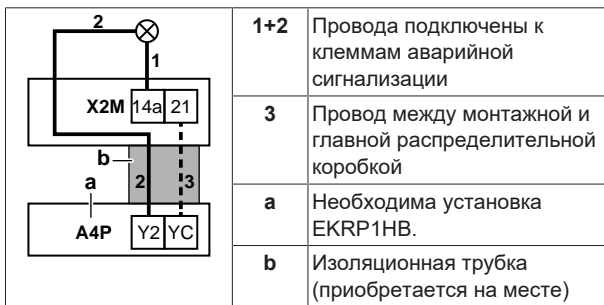 2
1
X2M 14a 21
b
2 3
a
A4P Y2 YC
1+2 Провода подключены к
клеммам аварийной
сигнализации
3 Провод между монтажной и
главной распределительной
коробкой
a Необходима установка
EKRP1HB.
b Изоляционная трубка
(приобретается на месте)